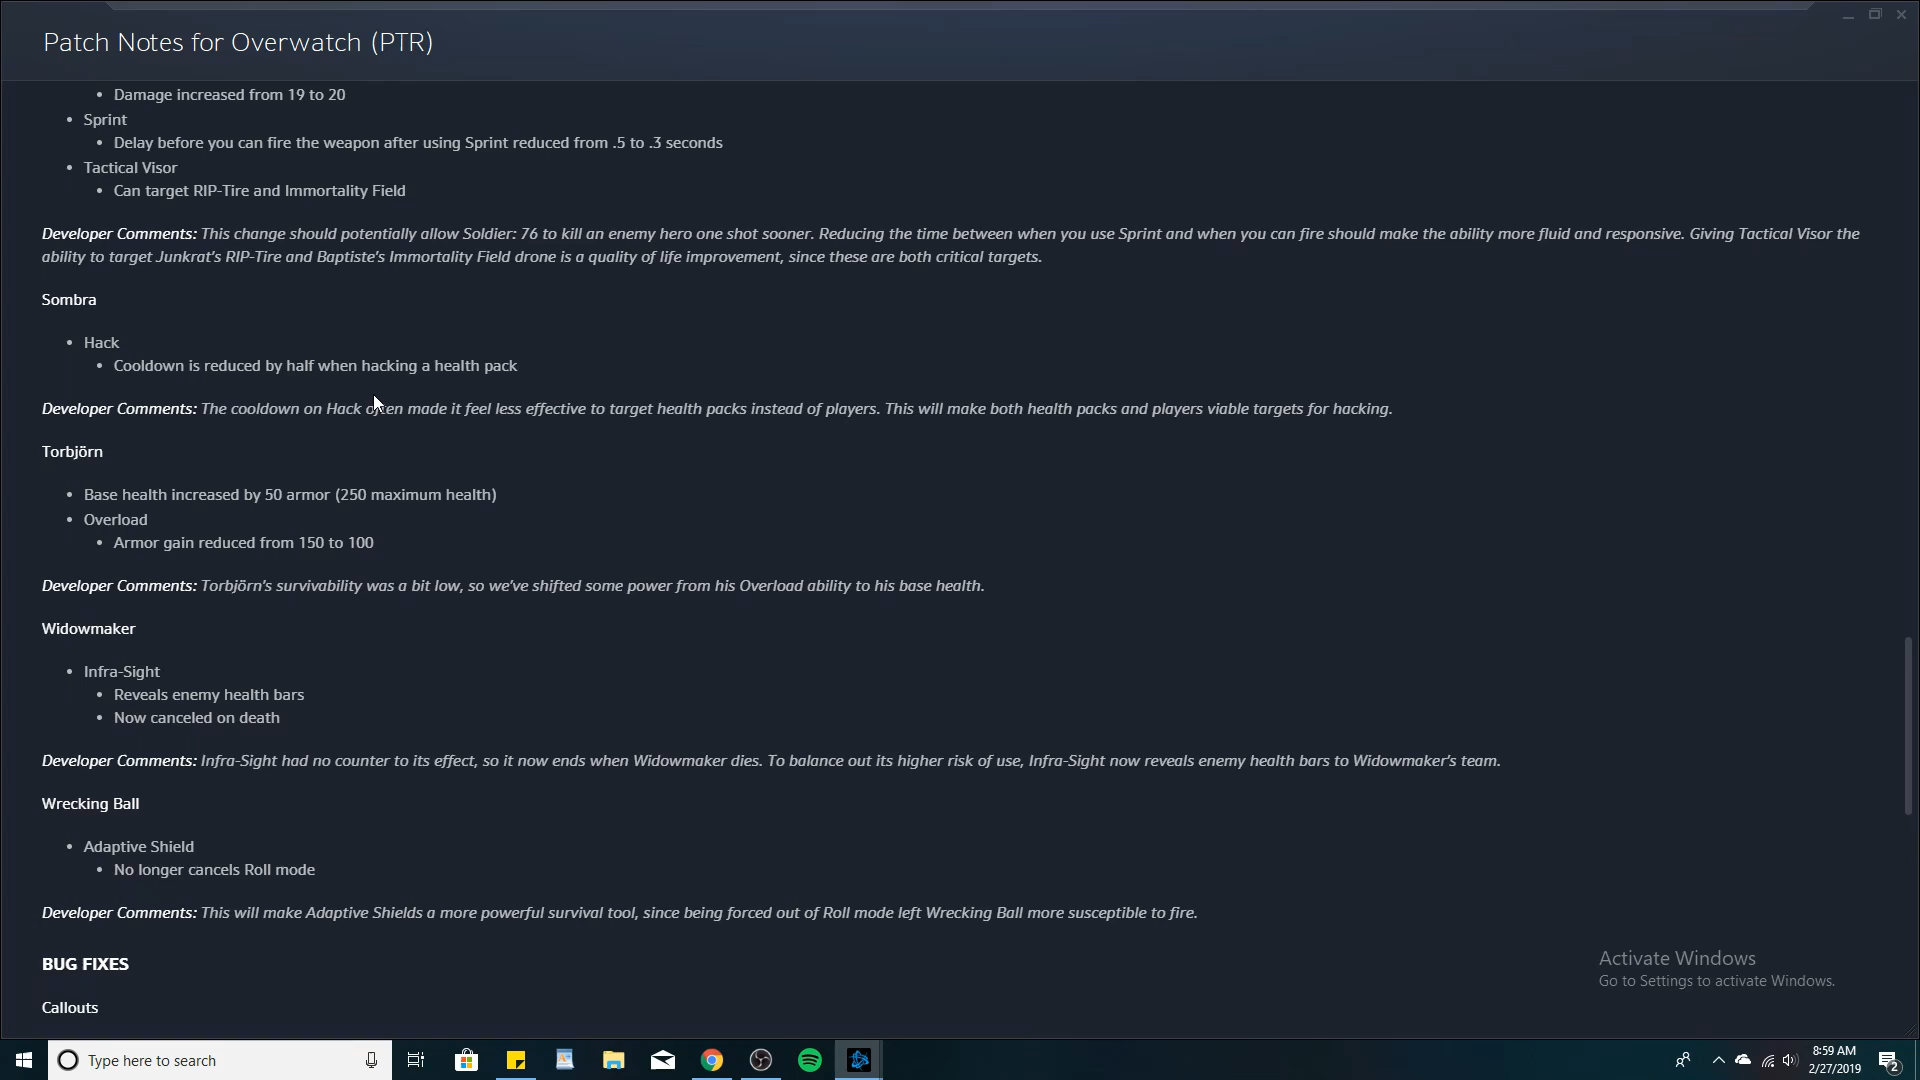 Patch Notes for Overwatch (PTR)
• Damage increased from 19 to 20
• Sprint
• Delay before you can fire the weapon after using Sprint reduced from .5 to .3 seconds
• Tactical Visor
• Can target RIP-Tire and Immortality Field
Developer Comments: This change should potentially allow Soldier: 76 to kill an enemy hero one shot sooner. Reducing the time between when you use Sprint and when you can fire should make the ability more fluid and responsive. Giving Tactical Visor the
ability to target Junkrat's RIP-Tire and Baptiste's Immortality Field drone is a quality of life improvement, since these are both critical targets.
Sombra
• Hack
• Cooldown is reduced by half when hacking a health pack
Developer Comments: The cooldown on Hack often made it feel less effective to target health packs instead of players. This will make both health packs and players viable targets for hacking.
Torbjörn
• Base health increased by 50 armor (250 maximum health)
• Overload
• Armor gain reduced from 150 to 100
Developer Comments: Torbjörn's survivability was a bit low, so we've shifted some power from his Overload ability to his base health.
Widowmaker
• Infra-Sight
• Reveals enemy health bars
• Now canceled on death
Developer Comments: Infra-Sight had no counter to its effect, so it now ends when Widowmaker dies. To balance out its higher risk of use, Infra-Sight now reveals enemy health bars to Widowmaker's team.
Wrecking Ball
• Adaptive Shield
• No longer cancels Roll mode
Developer Comments: This will make Adaptive Shields a more powerful survival tool, since being forced out of Roll mode left Wrecking Ball more susceptible to fire.
BUG FIXES
Callouts
Activate Windows
Go to Settings to activate Windows.
Type here to search
8:59 AM
2/27/2019
2